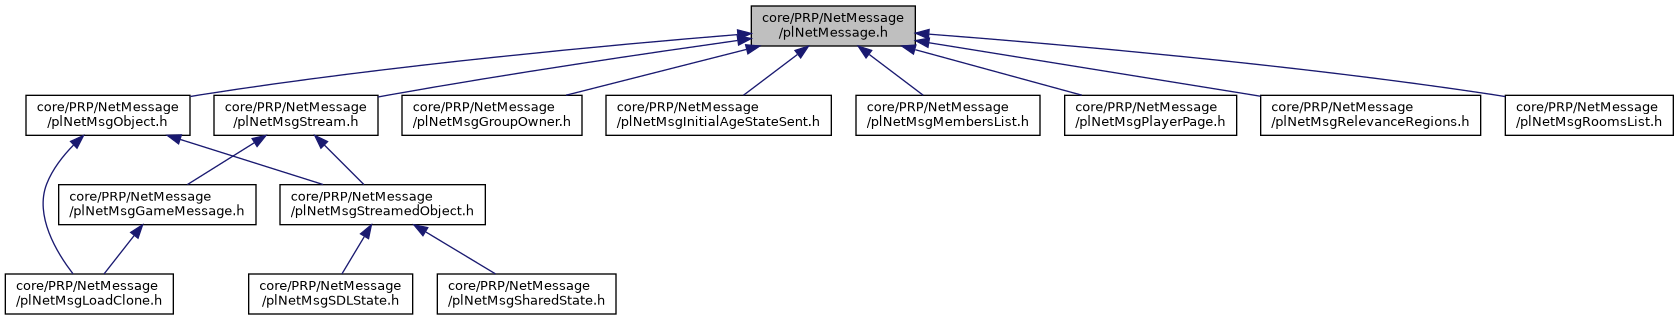 core/PRP/NetMessage
/plNetMessage.h
core/PRP/NetMessage
/plNetMsgObject.h
core/PRP/NetMessage
/plNetMsgStream.h
core/PRP/NetMessage
/plNetMsgGroupOwner.h
core/PRP/NetMessage
/plNetMsgInitialAgeStateSent.h
core/PRP/NetMessage
/plNetMsgMembersList.h
core/PRP/NetMessage
/plNetMsgPlayerPage.h
core/PRP/NetMessage
/plNetMsgRelevanceRegions.h
core/PRP/NetMessage
/plNetMsgRoomsList.h
core/PRP/NetMessage
/plNetMsgGameMessage.h
core/PRP/NetMessage
/plNetMsgStreamedObject.h
core/PRP/NetMessage
/plNetMsgLoadClone.h
core/PRP/NetMessage
/plNetMsgSDLState.h
core/PRP/NetMessage
/plNetMsgSharedState.h